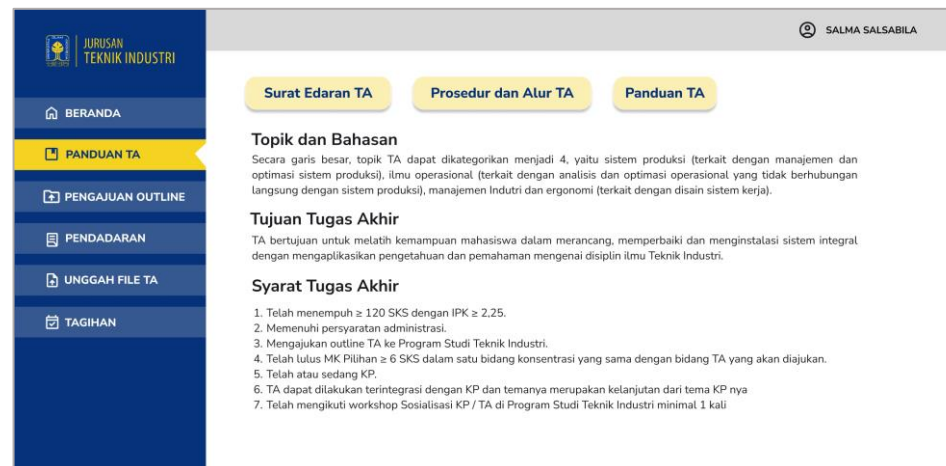 JURUSAN
TEKNIK INDUSTRI
SALMA SALSABILA
BERANDA
PANDUAN TA
PENGAJUAN OUTLINE
PENDADARAN
UNGGAH FILE TA
TAGIHAN
Surat Edaran TA
Prosedur dan Alur TA
Panduan TA
Topik dan Bahasan
Secara garis besar, topik TA dapat dikategorikan menjadi 4, yaitu sistem produksi (terkait dengan manajemen dan
optimasi sistem produksi), ilmu operasional (terkait dengan analisis dan optimasi operasional yang tidak berhubungan
langsung dengan sistem produksi), manajemen Indutri dan ergonomi (terkait dengan disain sistem kerja).
Tujuan Tugas Akhir
TA bertujuan untuk melatih kemampuan mahasiswa dalam merancang, memperbaiki dan menginstalasi sistem integral
dengan mengaplikasikan pengetahuan dan pemahaman mengenai disiplin ilmu Teknik Industri.
Syarat Tugas Akhir
1. Telah menempuh ≥ 120 SKS dengan IPK ≥ 2,25.
2. Memenuhi persyaratan administrasi.
3. Mengajukan outline TA ke Program Studi Teknik Industri.
4. Telah lulus MK Pilihan ≥ 6 SKS dalam satu bidang konsentrasi yang sama dengan bidang TA yang akan diajukan.
5. Telah atau sedang KP.
6. TA dapat dilakukan terintegrasi dengan KP dan temanya merupakan kelanjutan dari tema KP nya
7. Telah mengikuti workshop Sosialisasi KP / TA di Program Studi Teknik Industri minimal 1 kali